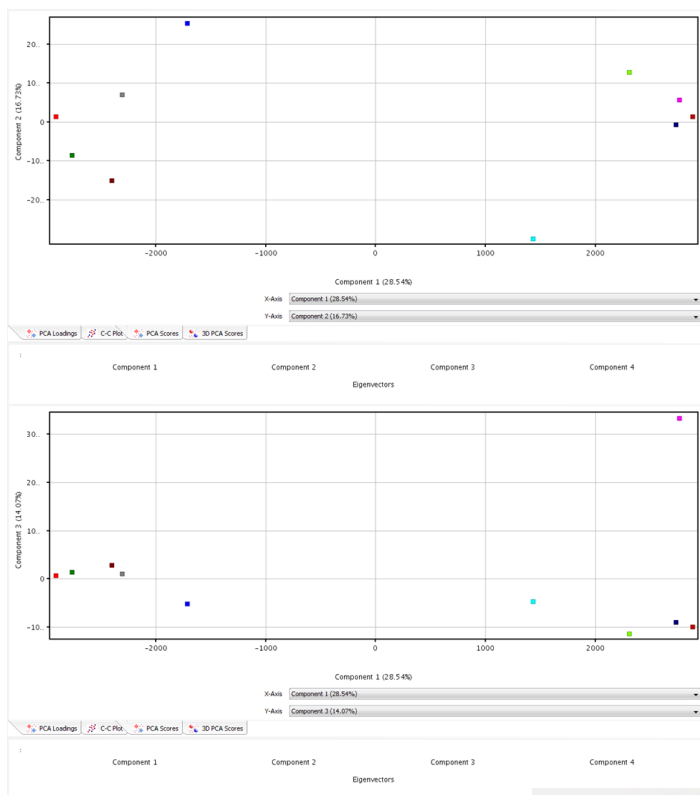 20..
10..
0
-10..
-20..
Component 2 (16.73%)
-2000 -1000 0 1000 2000
Component 1 (28.54%)
X-Axis Component 1 (28.54%)
Y-Axis Component 2 (16.73%)
PCA Loadings C-C Plot PCA Scores 3D PCA Scores
Component 1 Component 2 Component 3 Component 4
Eigenvectors
30..
20..
10..
0
-10..
Component 3 (14.07%)
-2000 -1000 0 1000 2000
Component 1 (28.54%)
X-Axis Component 1 (28.54%)
Y-Axis Component 3 (14.07%)
PCA Loadings C-C Plot PCA Scores 3D PCA Scores
Component 1 Component 2 Component 3 Component 4
Eigenvectors